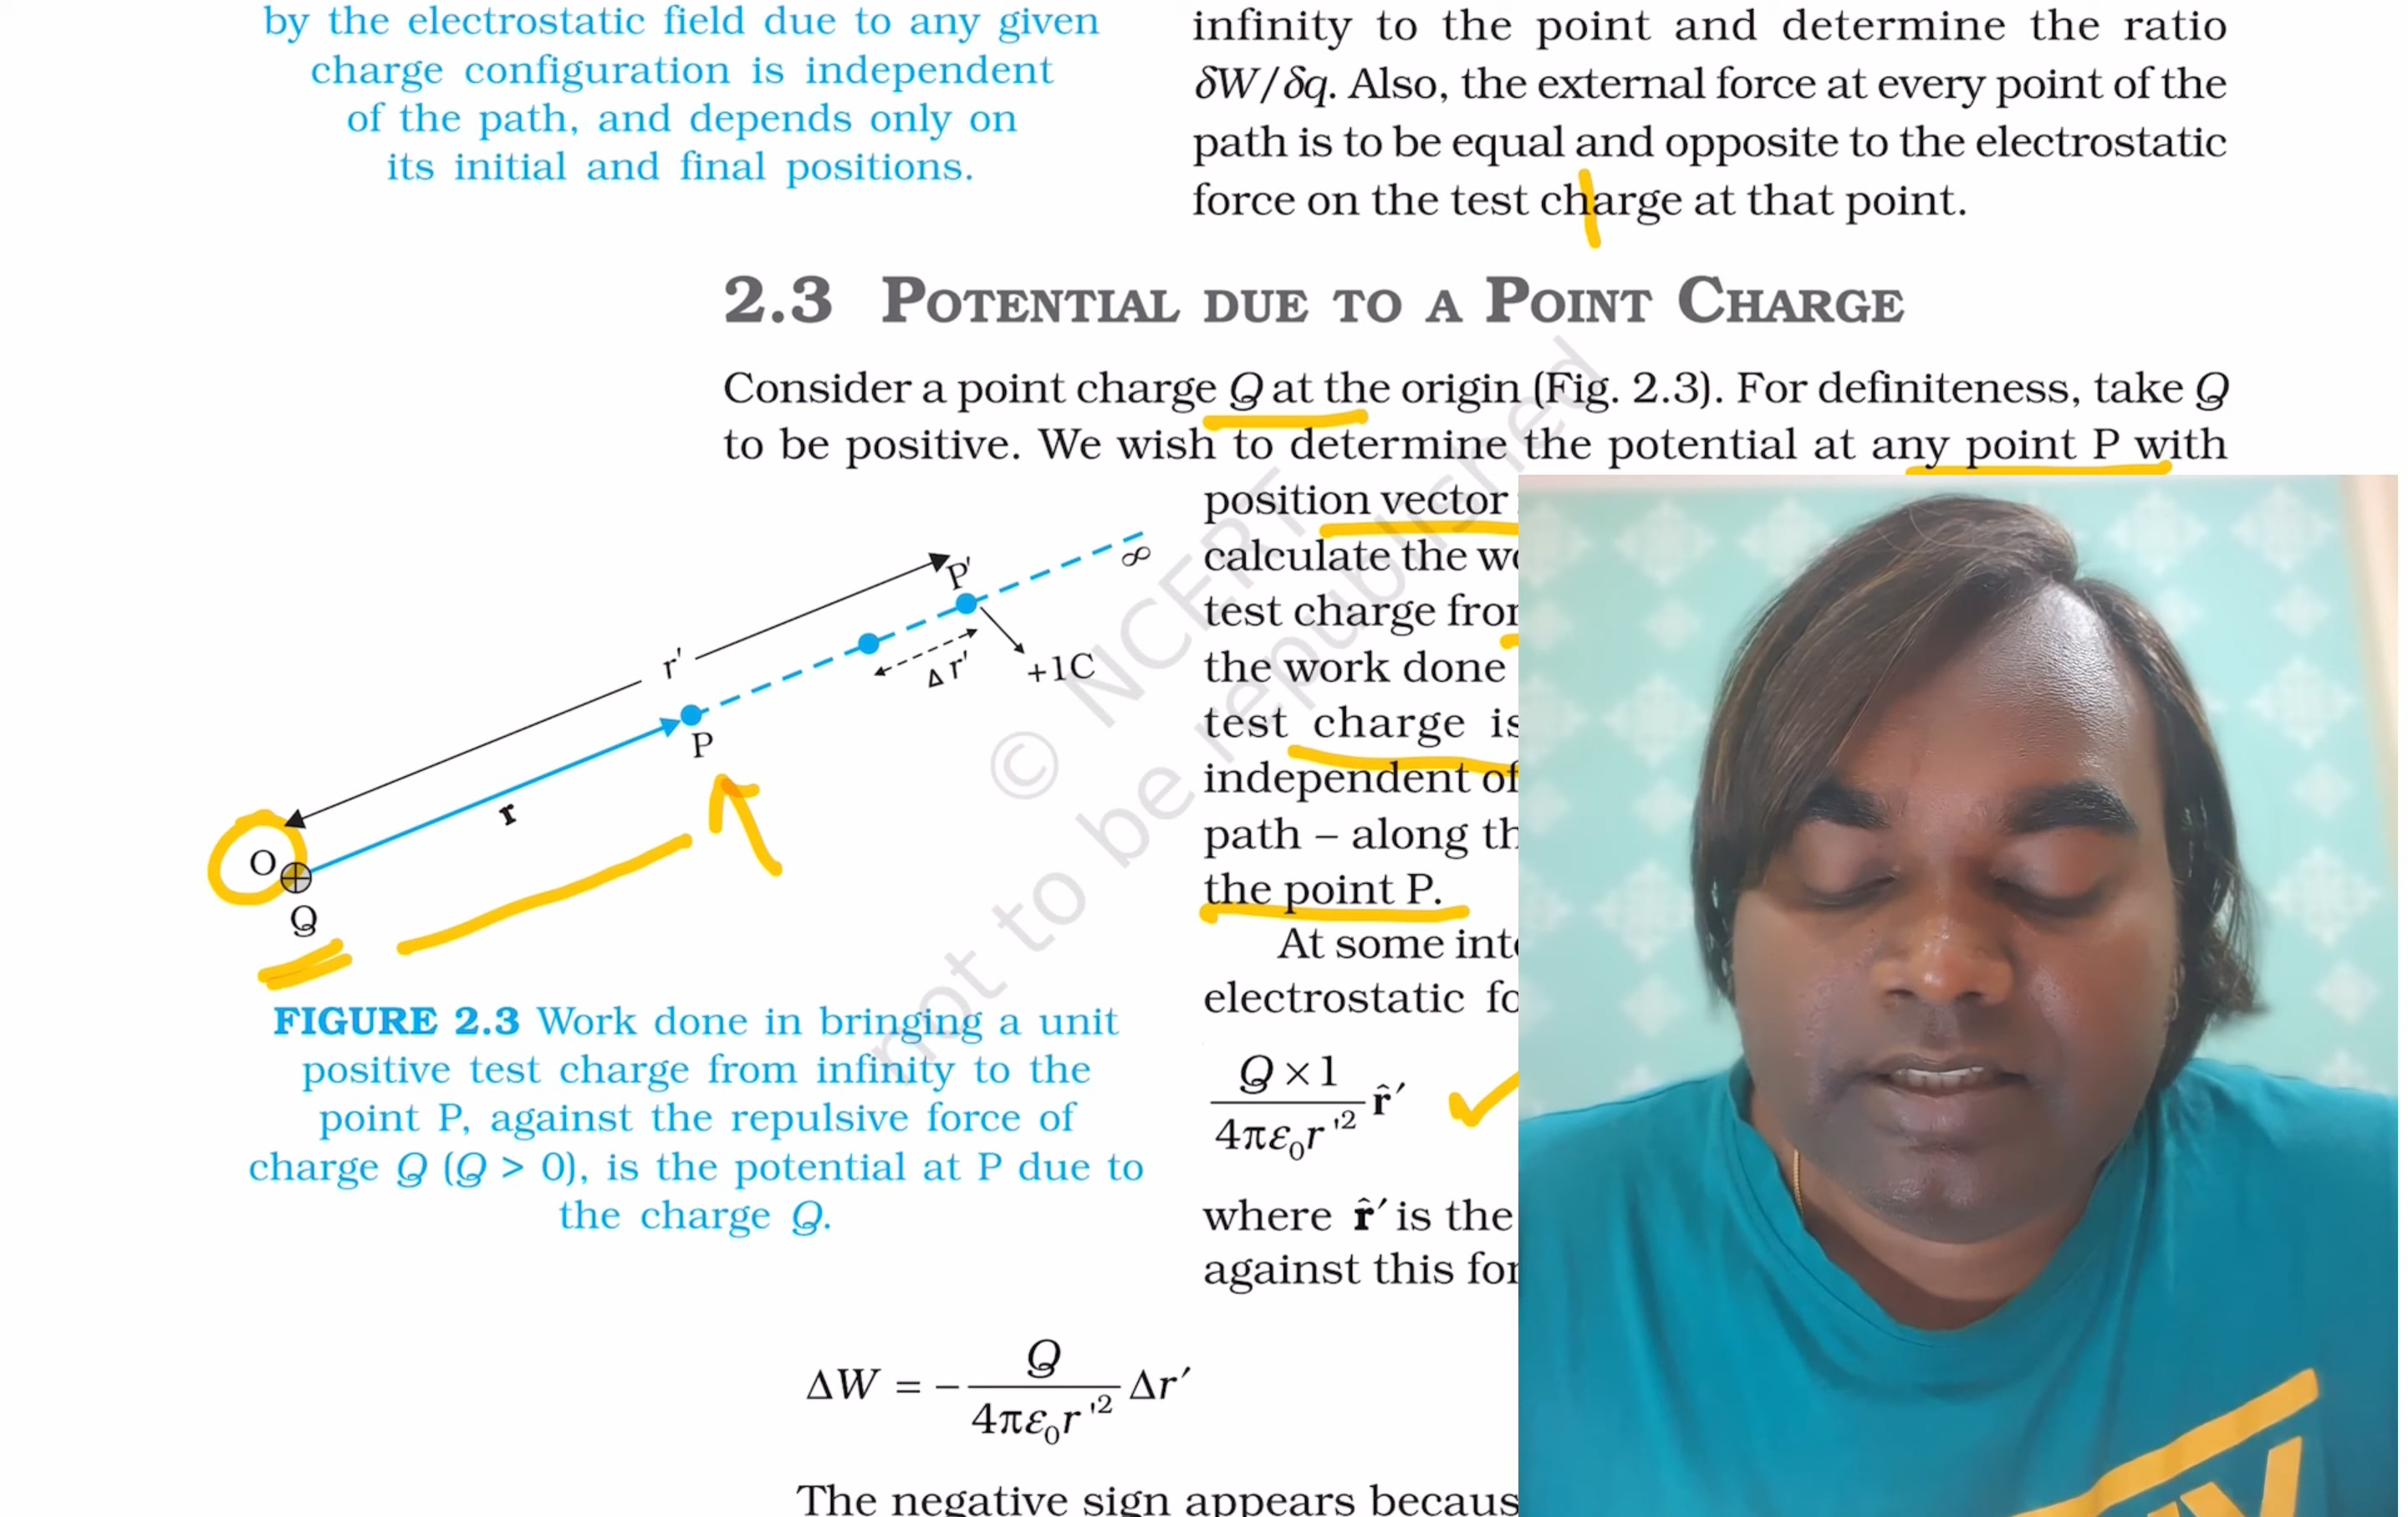 by the electrostatic field due to any given
charge configuration is independent
of the path, and depends only on
its initial and final positions.
infinity to the point and determine the ratio
δW/δq. Also, the external force at every point of the
path is to be equal and opposite to the electrostatic
force on the test charge at that point.
2.3 POTENTIAL DUE TO A POINT CHARGE
Consider a point charge Q at the origin (Fig. 2.3). For definiteness, take Q
to be positive. We wish to determine the potential at any point P with
position vector
calculate the
test charge
the work done
test charge is
independent of
path – along
the point P.
At some
electrostatic
Q×1
4πε₀r'² r̂′
where r̂′ is the
against this
∞
P'
r'
Δ r'
+1C
P
r
O
Q
FIGURE 2.3 Work done in bringing a unit
positive test charge from infinity to the
point P, against the repulsive force of
charge Q (Q > 0), is the potential at P due to
the charge Q.
ΔW = − Q
4πε₀r'² Δr′
The negative sign appears
© NCERT
not to be republished